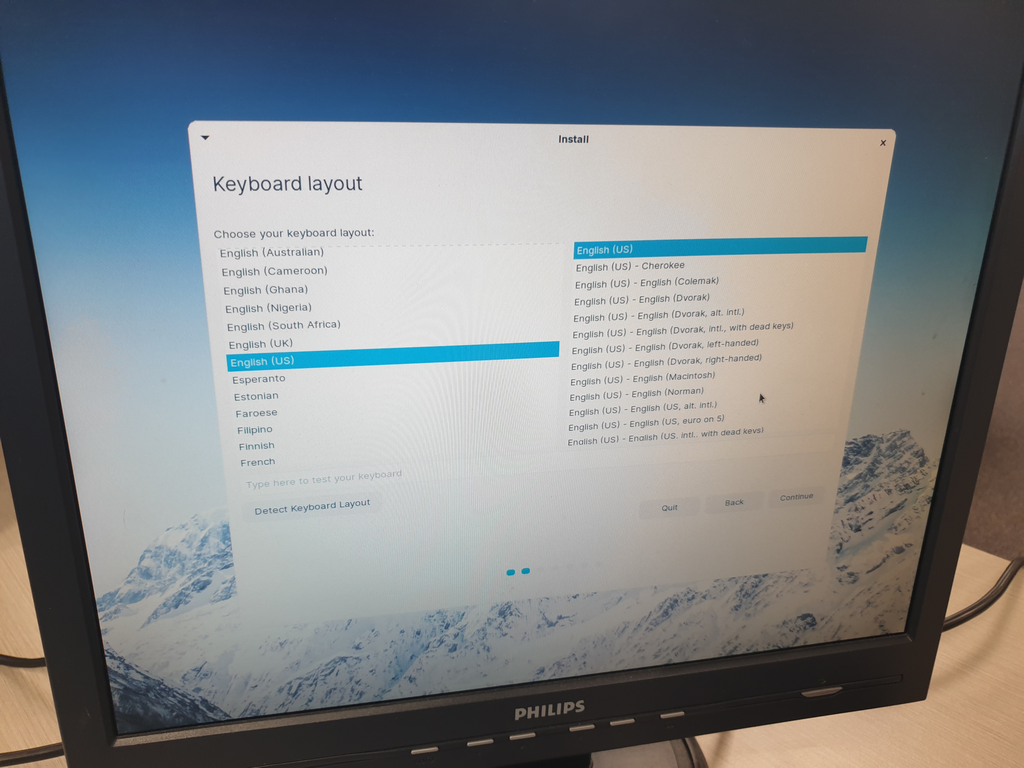 Install
x
Keyboard layout
Choose your keyboard layout:
English (Australian)
English (Cameroon)
English (Ghana)
English (Nigeria)
English (South Africa)
English (UK)
English (US)
Esperanto
Estonian
Faroese
Filipino
Finnish
French
English (US)
English (US) - Cherokee
English (US) - English (Colemak)
English (US) - English (Dvorak)
English (US) - English (Dvorak, alt. intl.)
English (US) - English (Dvorak, intl., with dead keys)
English (US) - English (Dvorak, left-handed)
English (US) - English (Dvorak, right-handed)
English (US) - English (Macintosh)
English (US) - English (Norman)
English (US) - English (US, alt. intl.)
English (US) - English (US, euro on 5)
English (US) - English (US, intl., with dead keys)
Type here to test your keyboard
Detect Keyboard Layout
Quit
Back
Continue
PHILIPS